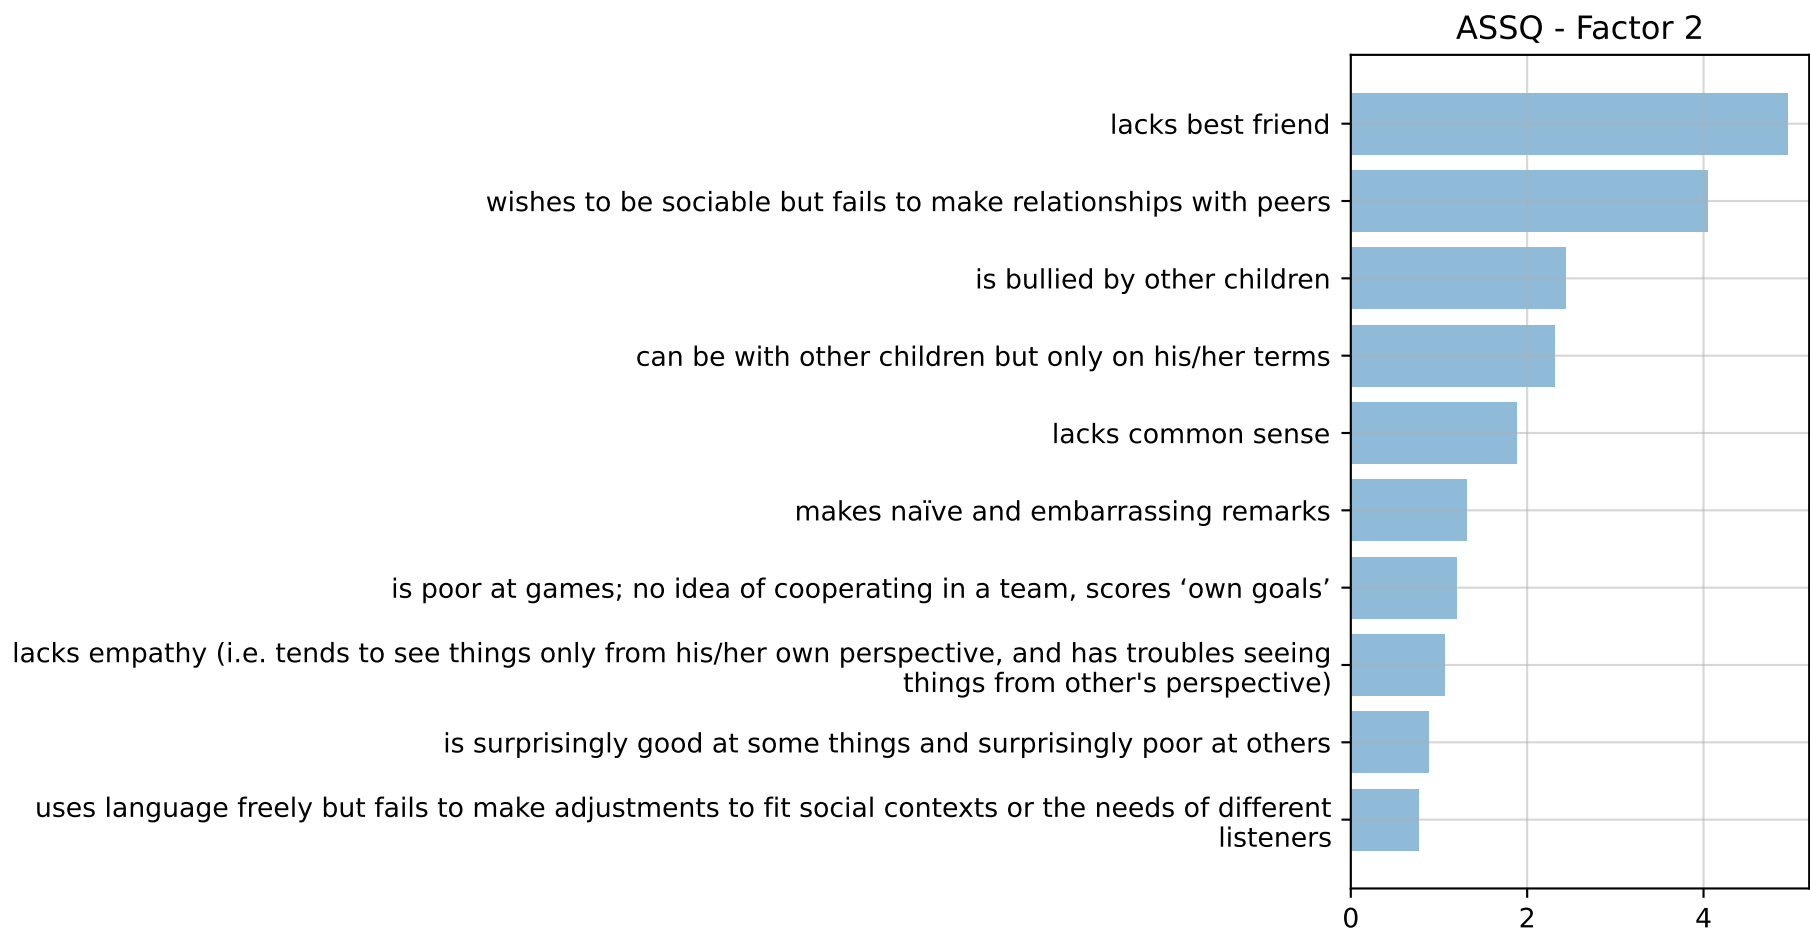 ASSQ - Factor 2
lacks best friend
wishes to be sociable but fails to make relationships with peers
is bullied by other children
can be with other children but only on his/her terms
lacks common sense
makes naïve and embarrassing remarks
is poor at games; no idea of cooperating in a team, scores ‘own goals’
lacks empathy (i.e. tends to see things only from his/her own perspective, and has troubles seeing
things from other's perspective)
is surprisingly good at some things and surprisingly poor at others
uses language freely but fails to make adjustments to fit social contexts or the needs of different
listeners
0 2 4